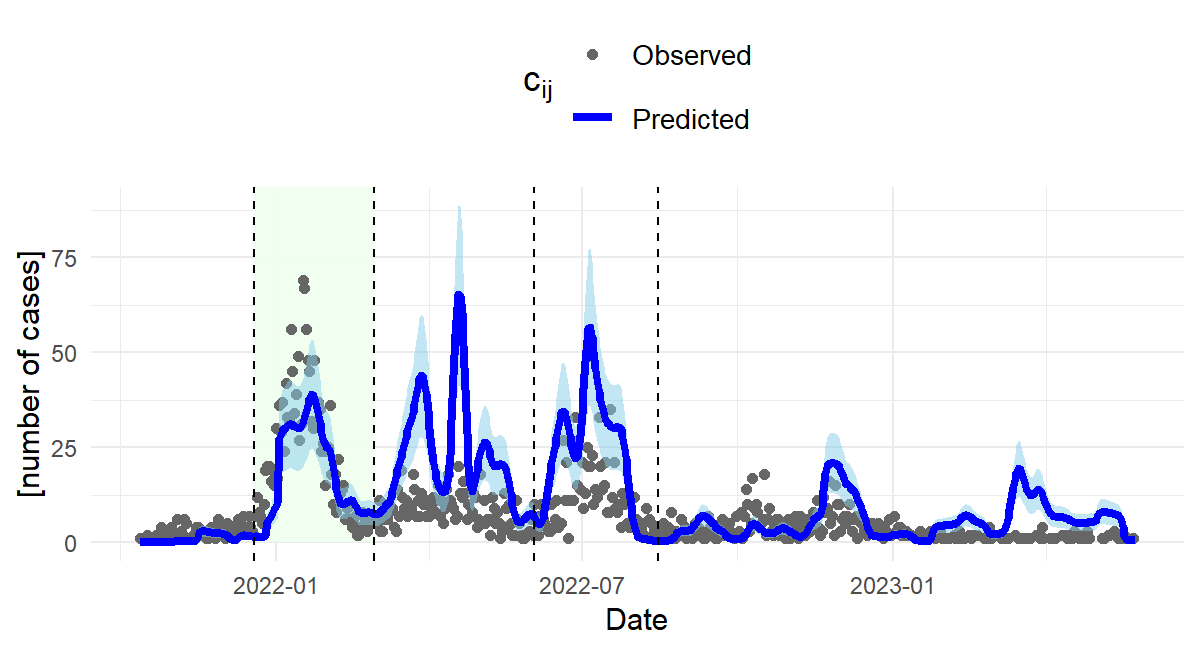 Observed
c_ij
Predicted
[number of cases]
75
50
25
0
2022-01
2022-07
2023-01
Date